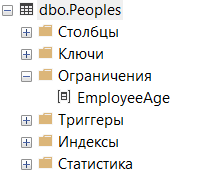 dbo.Peoples
Столбцы
Ключи
Ограничения
EmployeeAge
Триггеры
Индексы
Статистика